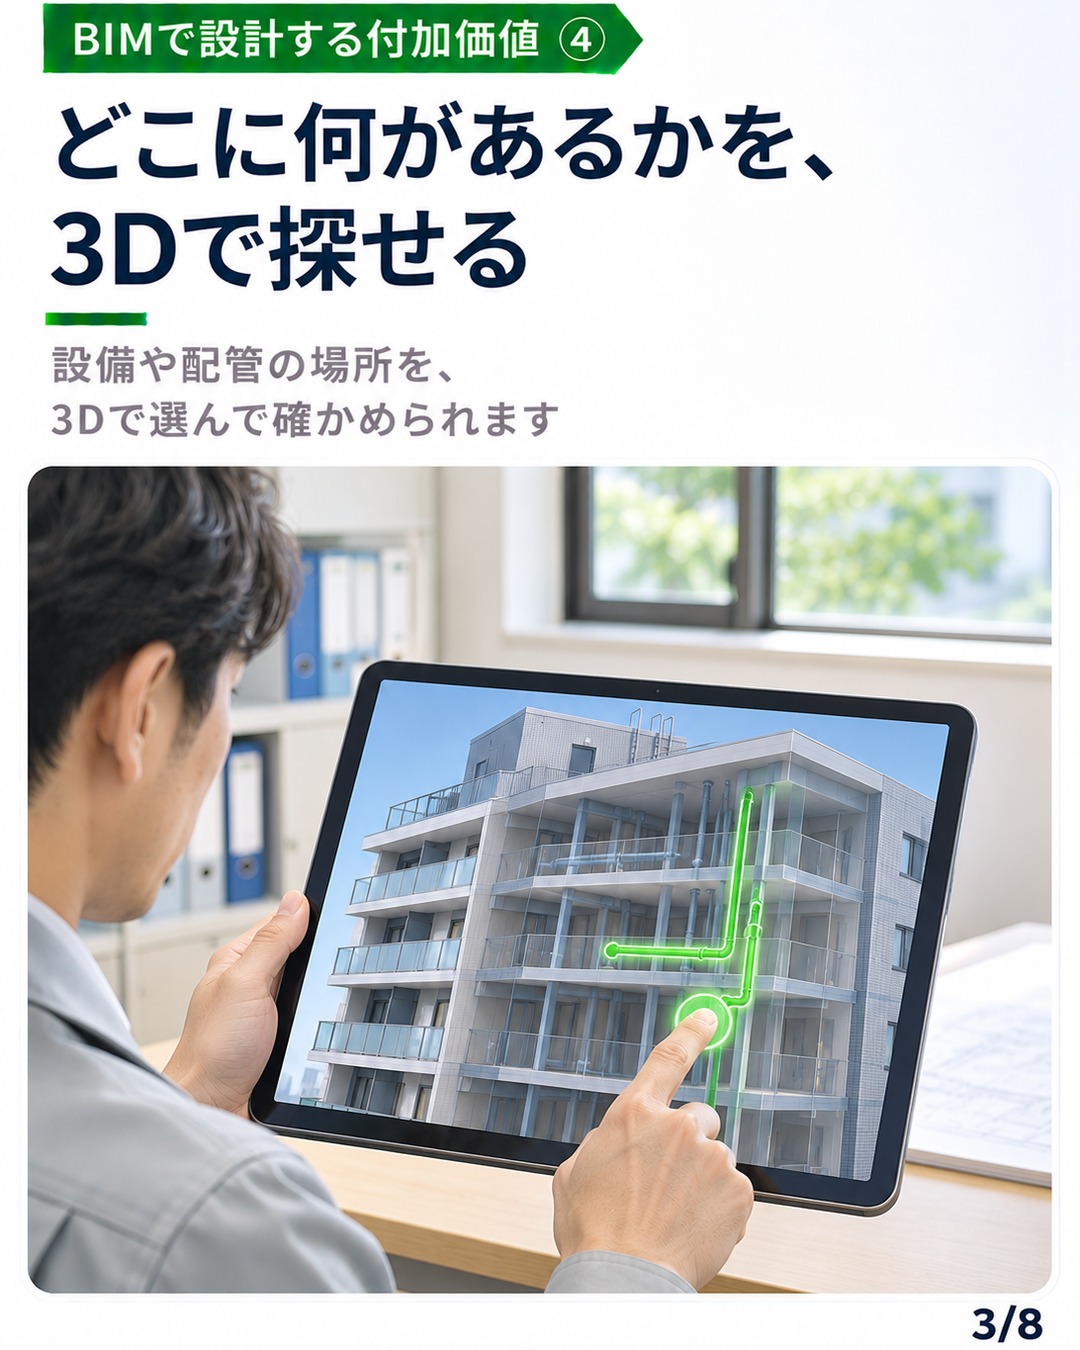 BIMで設計する付加価値 ④
どこに何があるかを、
3Dで探せる
設備や配管の場所を、
3Dで選んで確かめられます
3/8